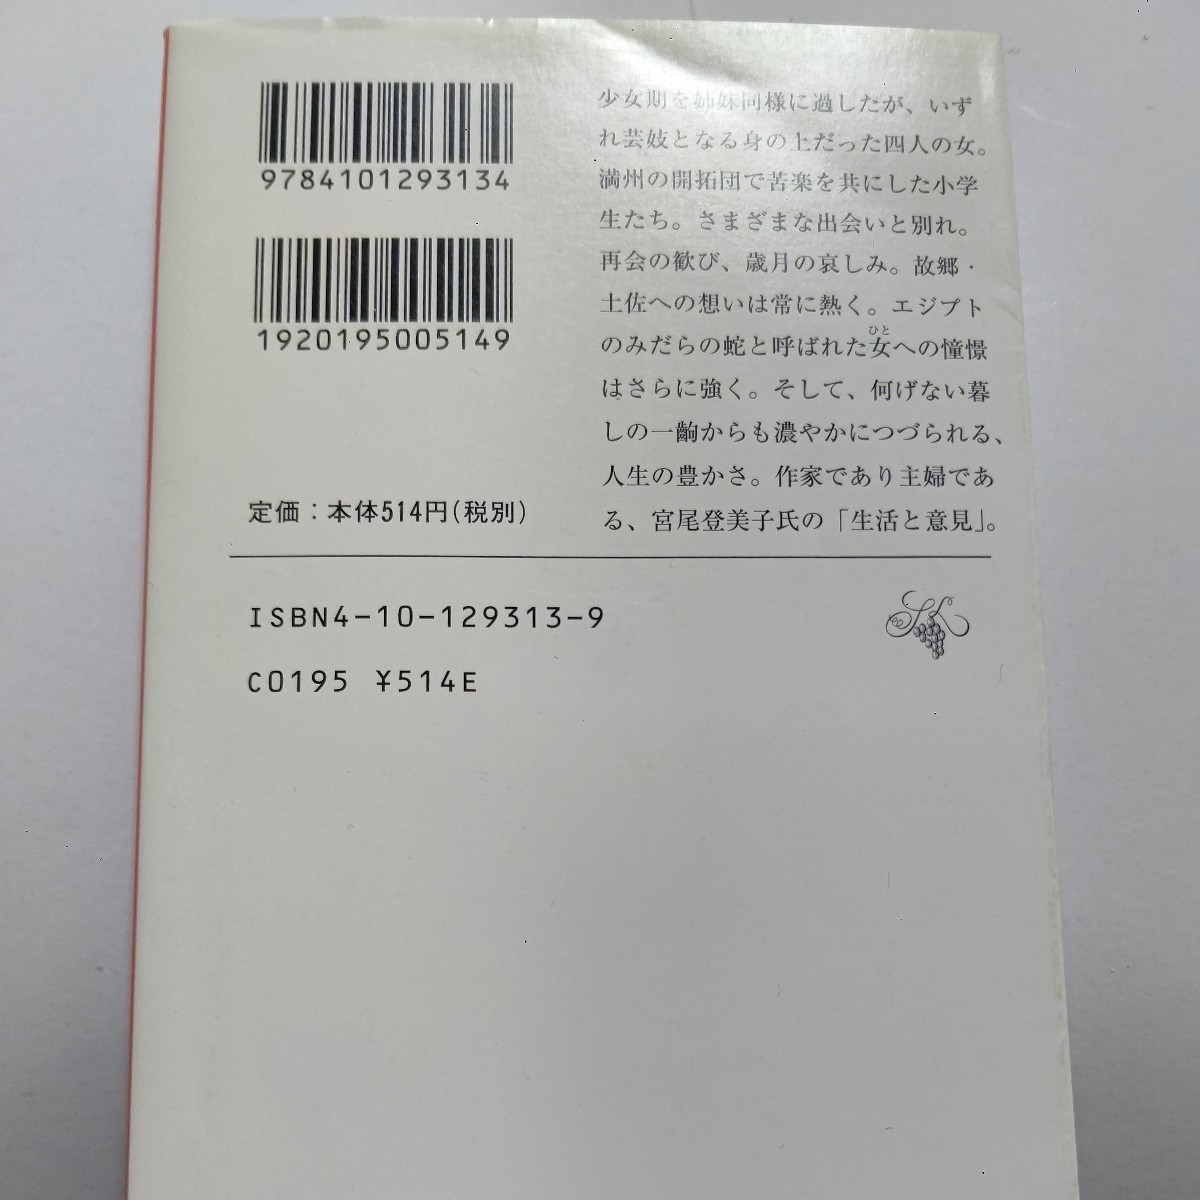 9784101293134
1920195005149
定価：本体514円(税別)
少女期を姉妹同様に過したが、いず
れ芸妓となる身の上だった四人の女。
満州の開拓団で苦楽を共にした小学
生たち。さまざまな出会いと別れ。
再会の歓び、歳月の哀しみ。故郷・
土佐への想いは常に熱く。エジプト
ひと
のみだらの蛇と呼ばれた女への憧憬
はさらに強く。そして、何げない暮
しの一齣からも濃やかにつづられる、
人生の豊かさ。作家であり主婦であ
る、宮尾登美子氏の「生活と意見」。
ISBN4-10-129313-9
C0195 ¥514E